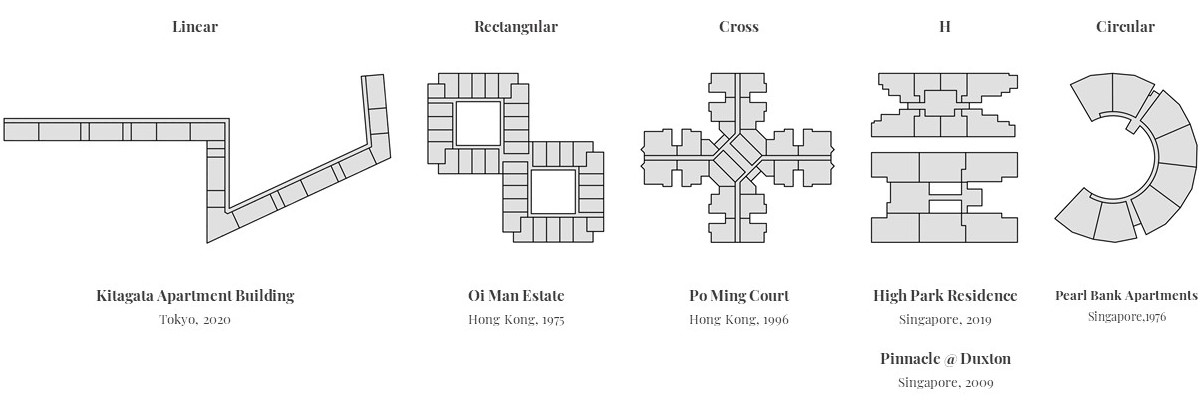 Linear
Rectangular
Cross
H
Circular
Kitagata Apartment Building
Tokyo, 2020
Oi Man Estate
Hong Kong, 1975
Po Ming Court
Hong Kong, 1996
High Park Residence
Singapore, 2019
Pinnacle @ Duxton
Singapore, 2009
Pearl Bank Apartments
Singapore,1976